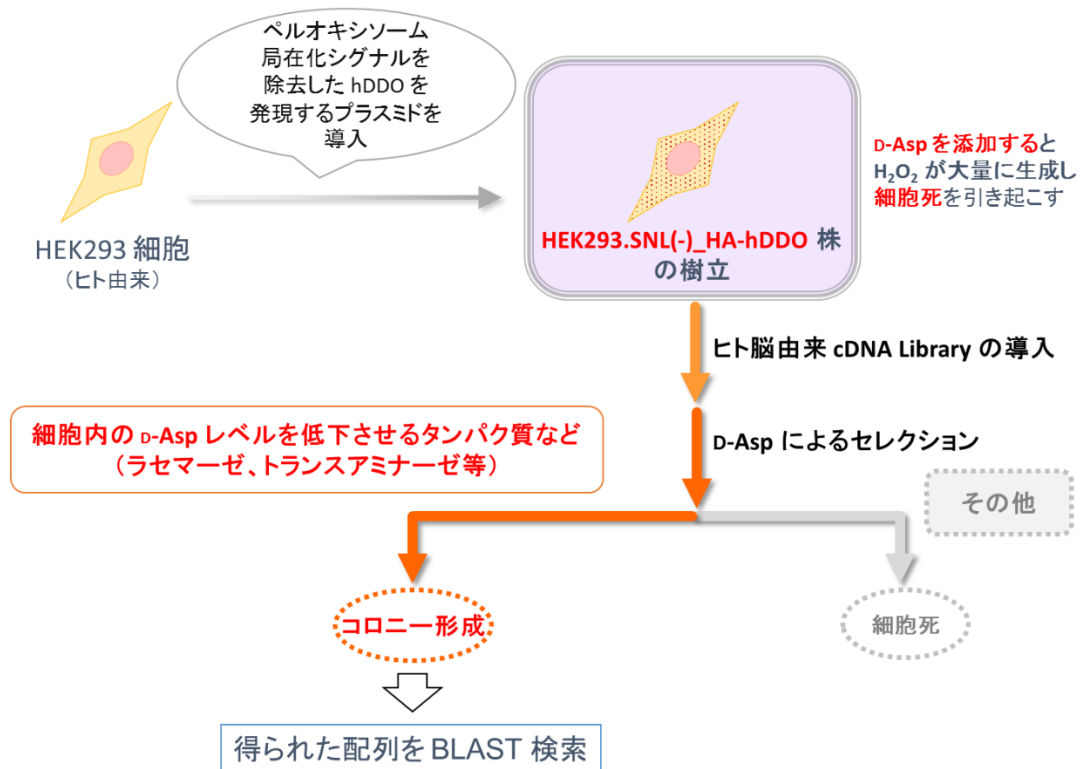 ペルオキシソーム
局在化シグナルを
除去した hDDO を
発現するプラスミドを
導入
HEK293 細胞
（ヒト由来）
HEK293.SNL(-)_HA-hDDO 株
の樹立
D-Asp を添加すると
H₂O₂ が大量に生成し
細胞死を引き起こす
ヒト脳由来 cDNA Library の導入
D-Asp によるセレクション
細胞内の D-Asp レベルを低下させるタンパク質など
（ラセマーゼ、トランスアミナーゼ等）
その他
コロニー形成
細胞死
得られた配列を BLAST 検索